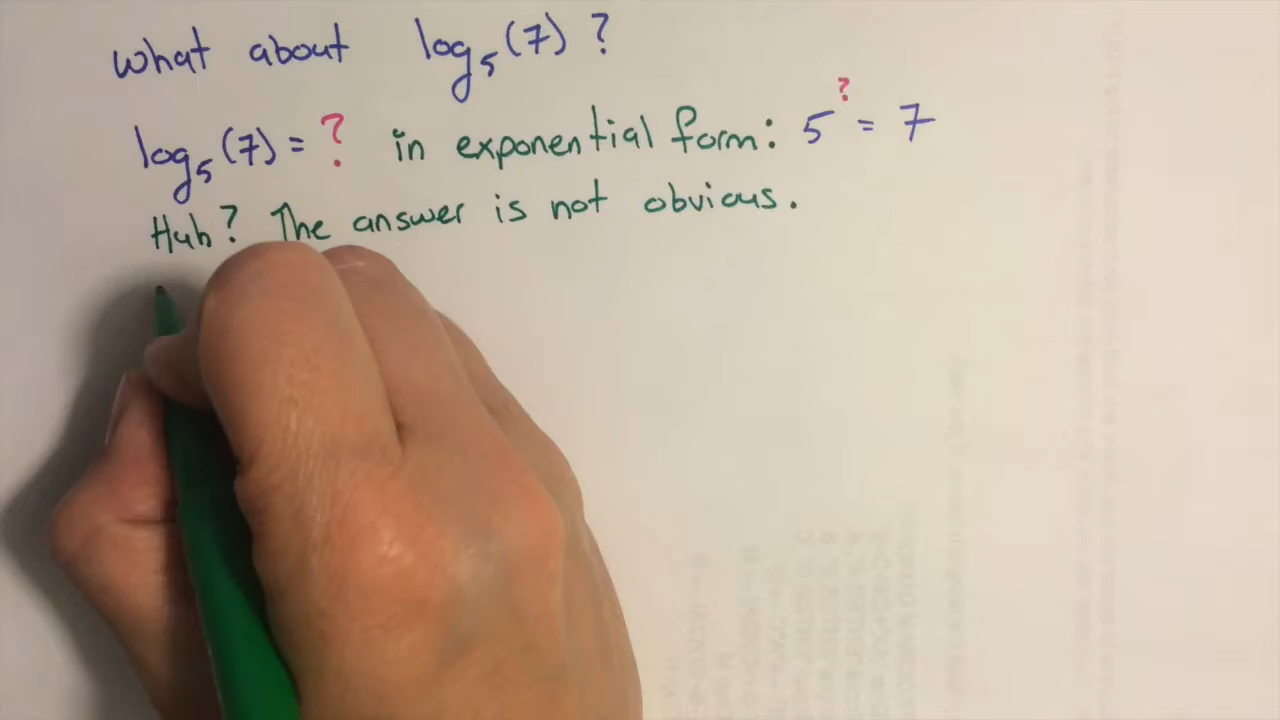 What about log₅(7)?
log₅(7) = ? in exponential form: 5^? = 7
Huh? The answer is not obvious.